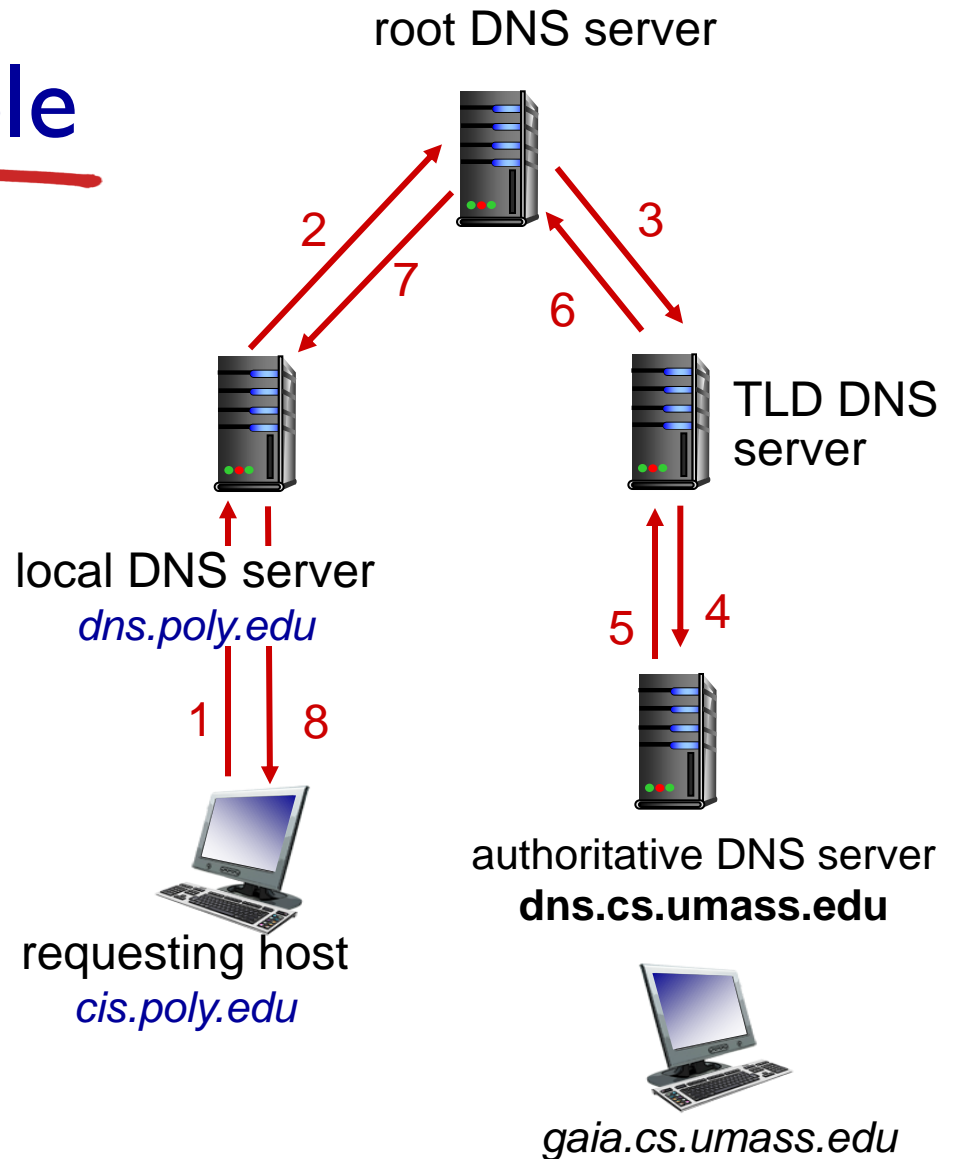 root DNS server
le
2
3
7
6
TLD DNS
server
local DNS server
dns.poly.edu
5
4
1
8
authoritative DNS server
dns.cs.umass.edu
requesting host
cis.poly.edu
gaia.cs.umass.edu